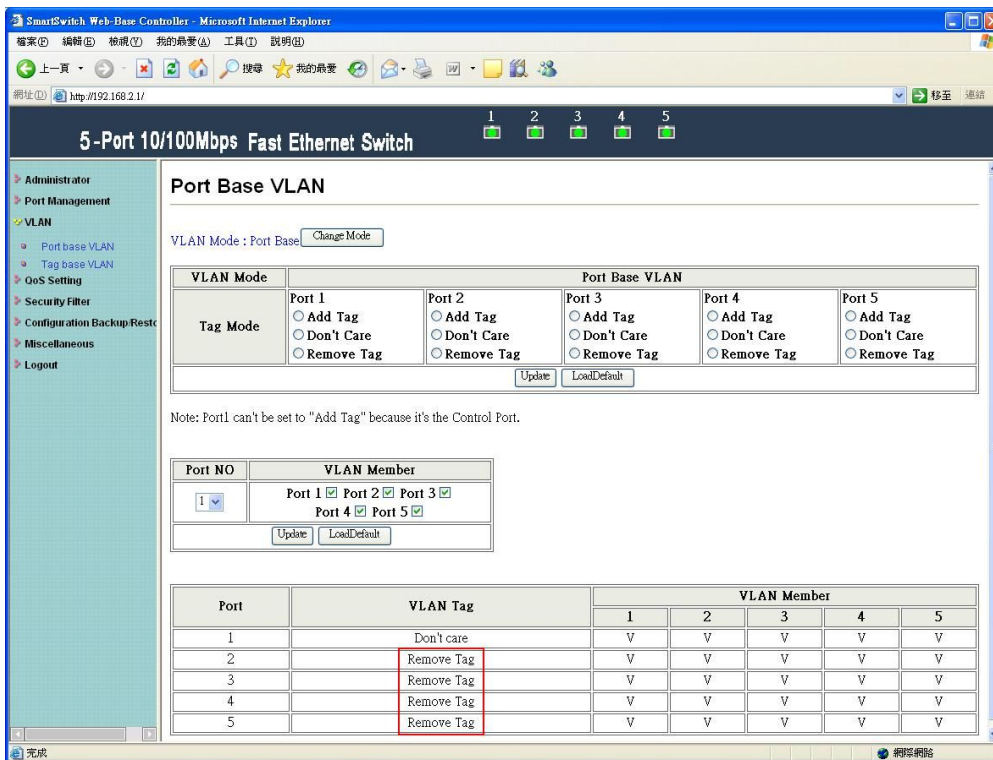 SmartSwitch Web-Base Controller - Microsoft Internet Explorer
檔案(F) 編輯(E) 檢視(V) 我的最愛(A) 工具(T) 說明(H)
上一頁 搜尋 我的最愛
網址(D) http://192.168.2.1/ 移至 連結
1 2 3 4 5
5-Port 10/100Mbps Fast Ethernet Switch
Administrator
Port Management
VLAN
Port base VLAN
Tag base VLAN
QoS Setting
Security Filter
Configuration Backup/Resto
Miscellaneous
Logout
Port Base VLAN
VLAN Mode : Port Base Change Mode
VLAN Mode Port Base VLAN
Tag Mode
Port 1 Port 2 Port 3 Port 4 Port 5
Add Tag Add Tag Add Tag Add Tag Add Tag
Don't Care Don't Care Don't Care Don't Care Don't Care
Remove Tag Remove Tag Remove Tag Remove Tag Remove Tag
Update LoadDefault
Note: Port1 can't be set to "Add Tag" because it's the Control Port.
Port NO VLAN Member
1 Port 1 Port 2 Port 3
Port 4 Port 5
Update LoadDefault
Port VLAN Tag VLAN Member
1 2 3 4 5
1 Don't care V V V V V
2 Remove Tag V V V V V
3 Remove Tag V V V V V
4 Remove Tag V V V V V
5 Remove Tag V V V V V
完成 網際網路